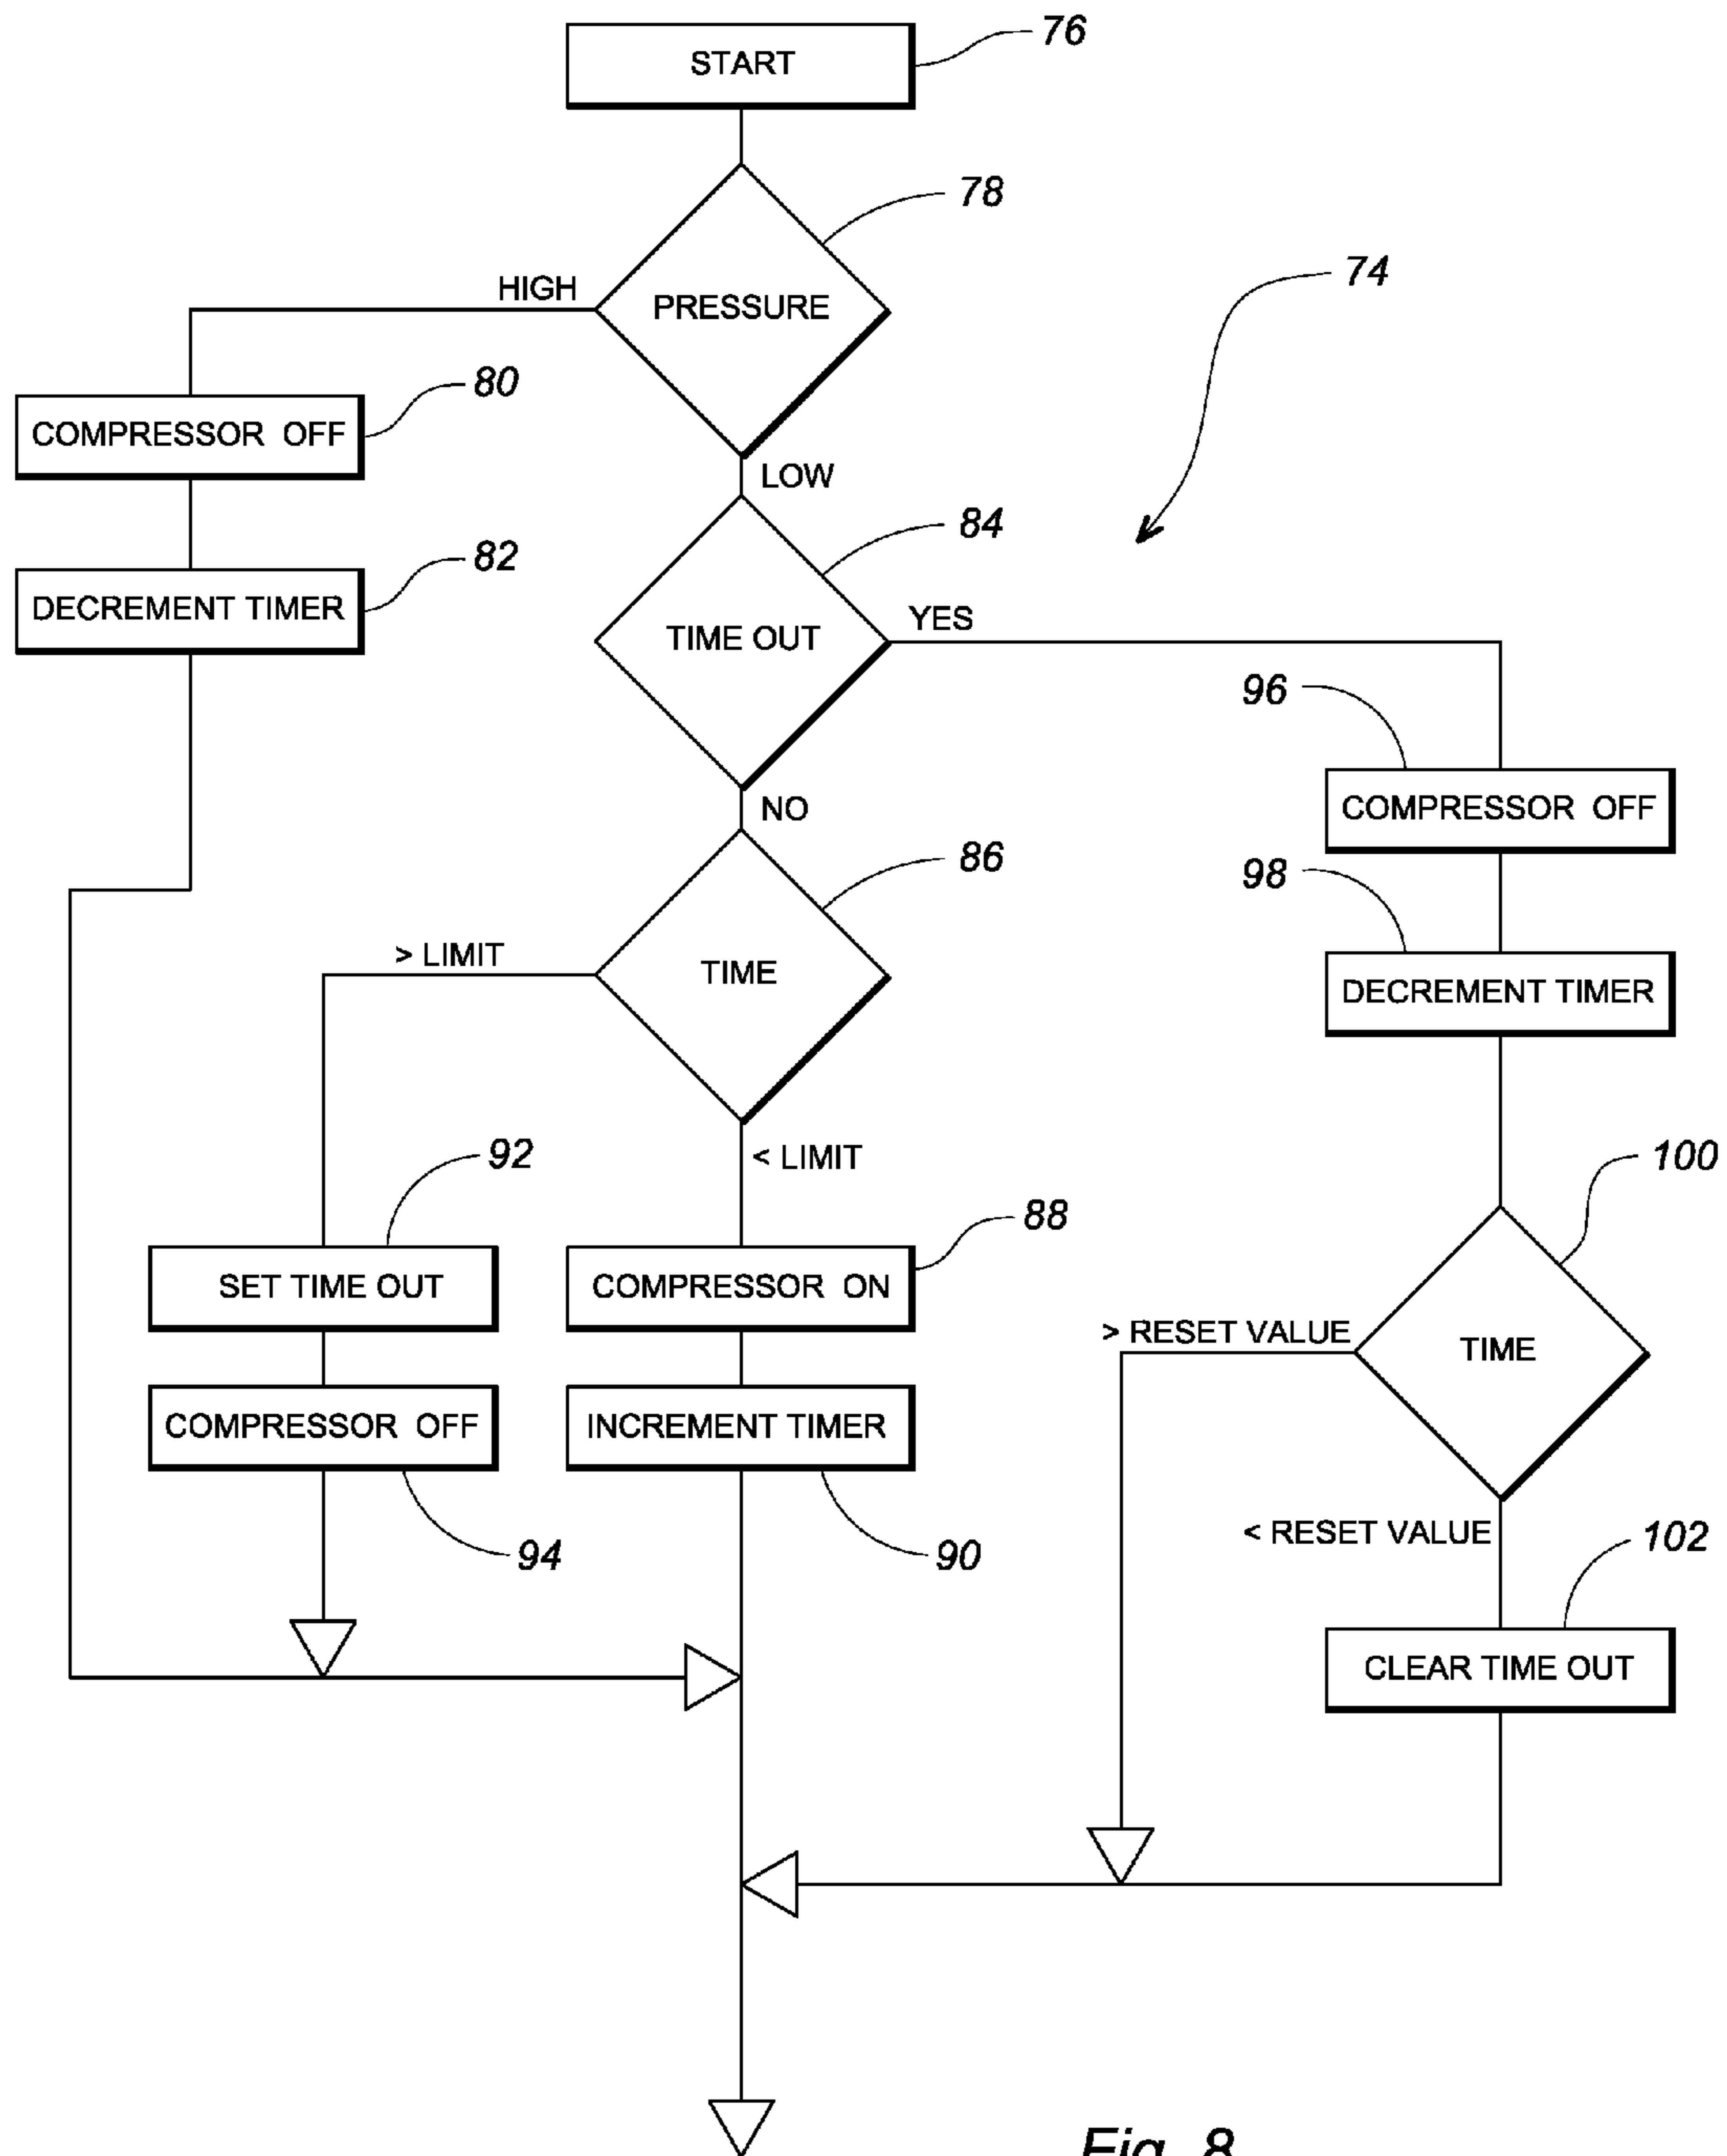 START
76
78
PRESSURE
HIGH
74
80
COMPRESSOR  OFF
LOW
84
82
DECREMENT TIMER
TIME OUT
YES
96
COMPRESSOR  OFF
NO
86
98
> LIMIT
TIME
DECREMENT TIMER
92
< LIMIT
100
88
SET TIME OUT
COMPRESSOR  ON
> RESET VALUE
TIME
COMPRESSOR  OFF
INCREMENT TIMER
94
90
< RESET VALUE
102
CLEAR TIME OUT
Fig. 8